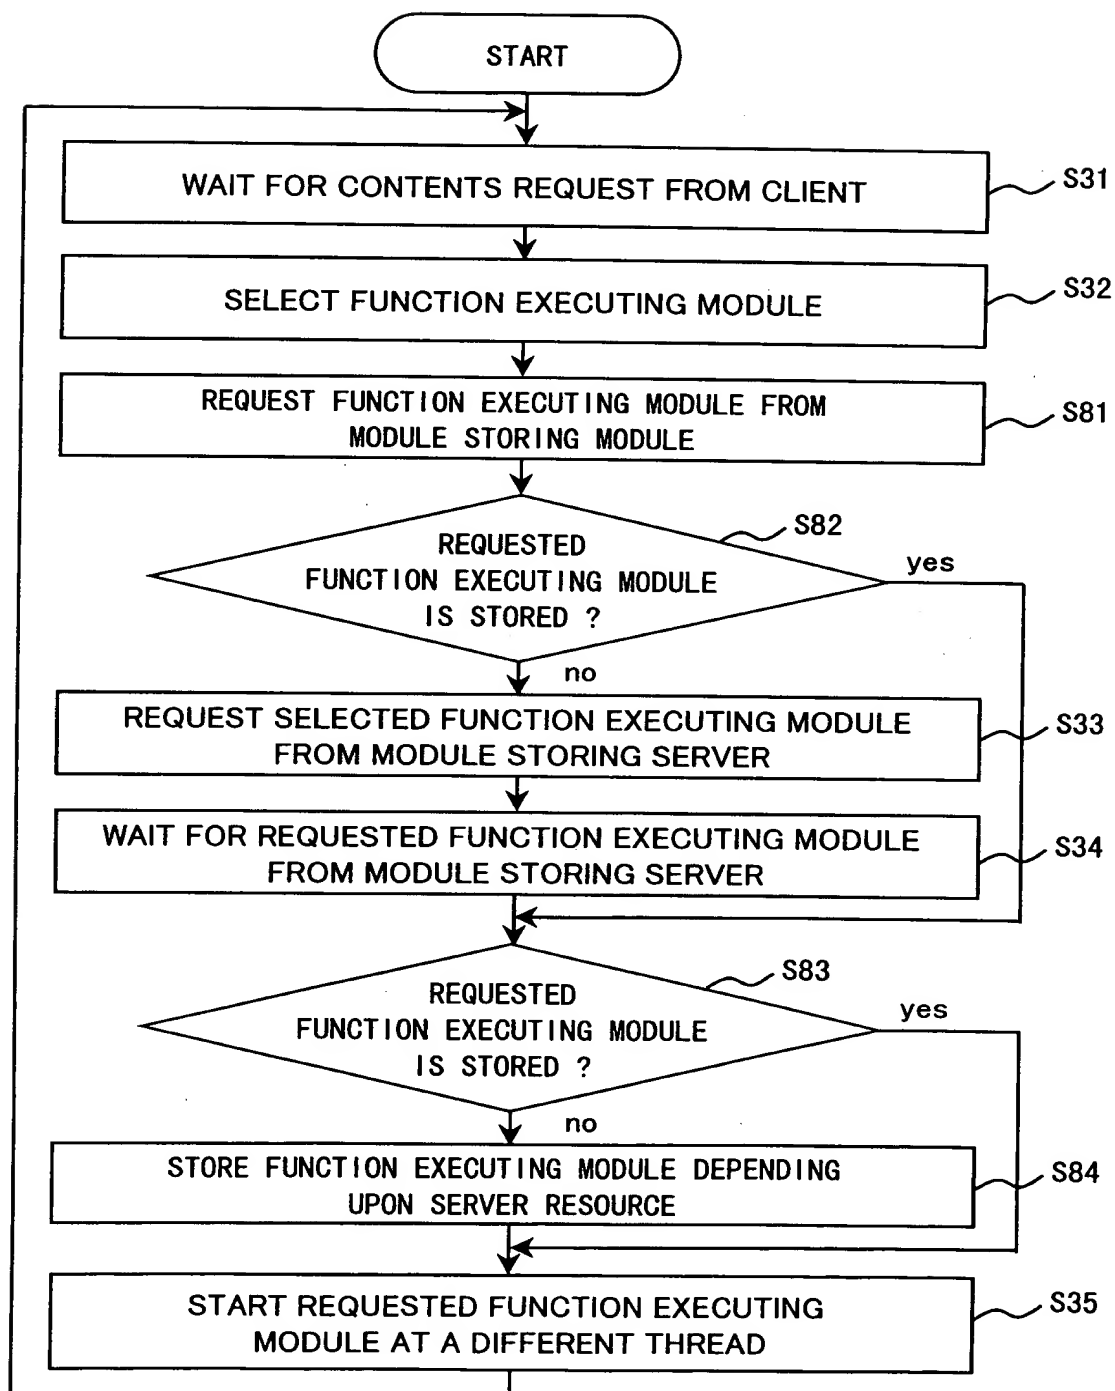 START
WAIT FOR CONTENTS REQUEST FROM CLIENT
S31
SELECT FUNCTION EXECUTING MODULE
S32
REQUEST FUNCTION EXECUTING MODULE FROM
MODULE STORING MODULE
S81
REQUESTED
FUNCTION EXECUTING MODULE
IS STORED ?
S82
yes
no
REQUEST SELECTED FUNCTION EXECUTING MODULE
FROM MODULE STORING SERVER
S33
WAIT FOR REQUESTED FUNCTION EXECUTING MODULE
FROM MODULE STORING SERVER
S34
REQUESTED
FUNCTION EXECUTING MODULE
IS STORED ?
S83
yes
no
STORE FUNCTION EXECUTING MODULE DEPENDING
UPON SERVER RESOURCE
S84
START REQUESTED FUNCTION EXECUTING
MODULE AT A DIFFERENT THREAD
S35